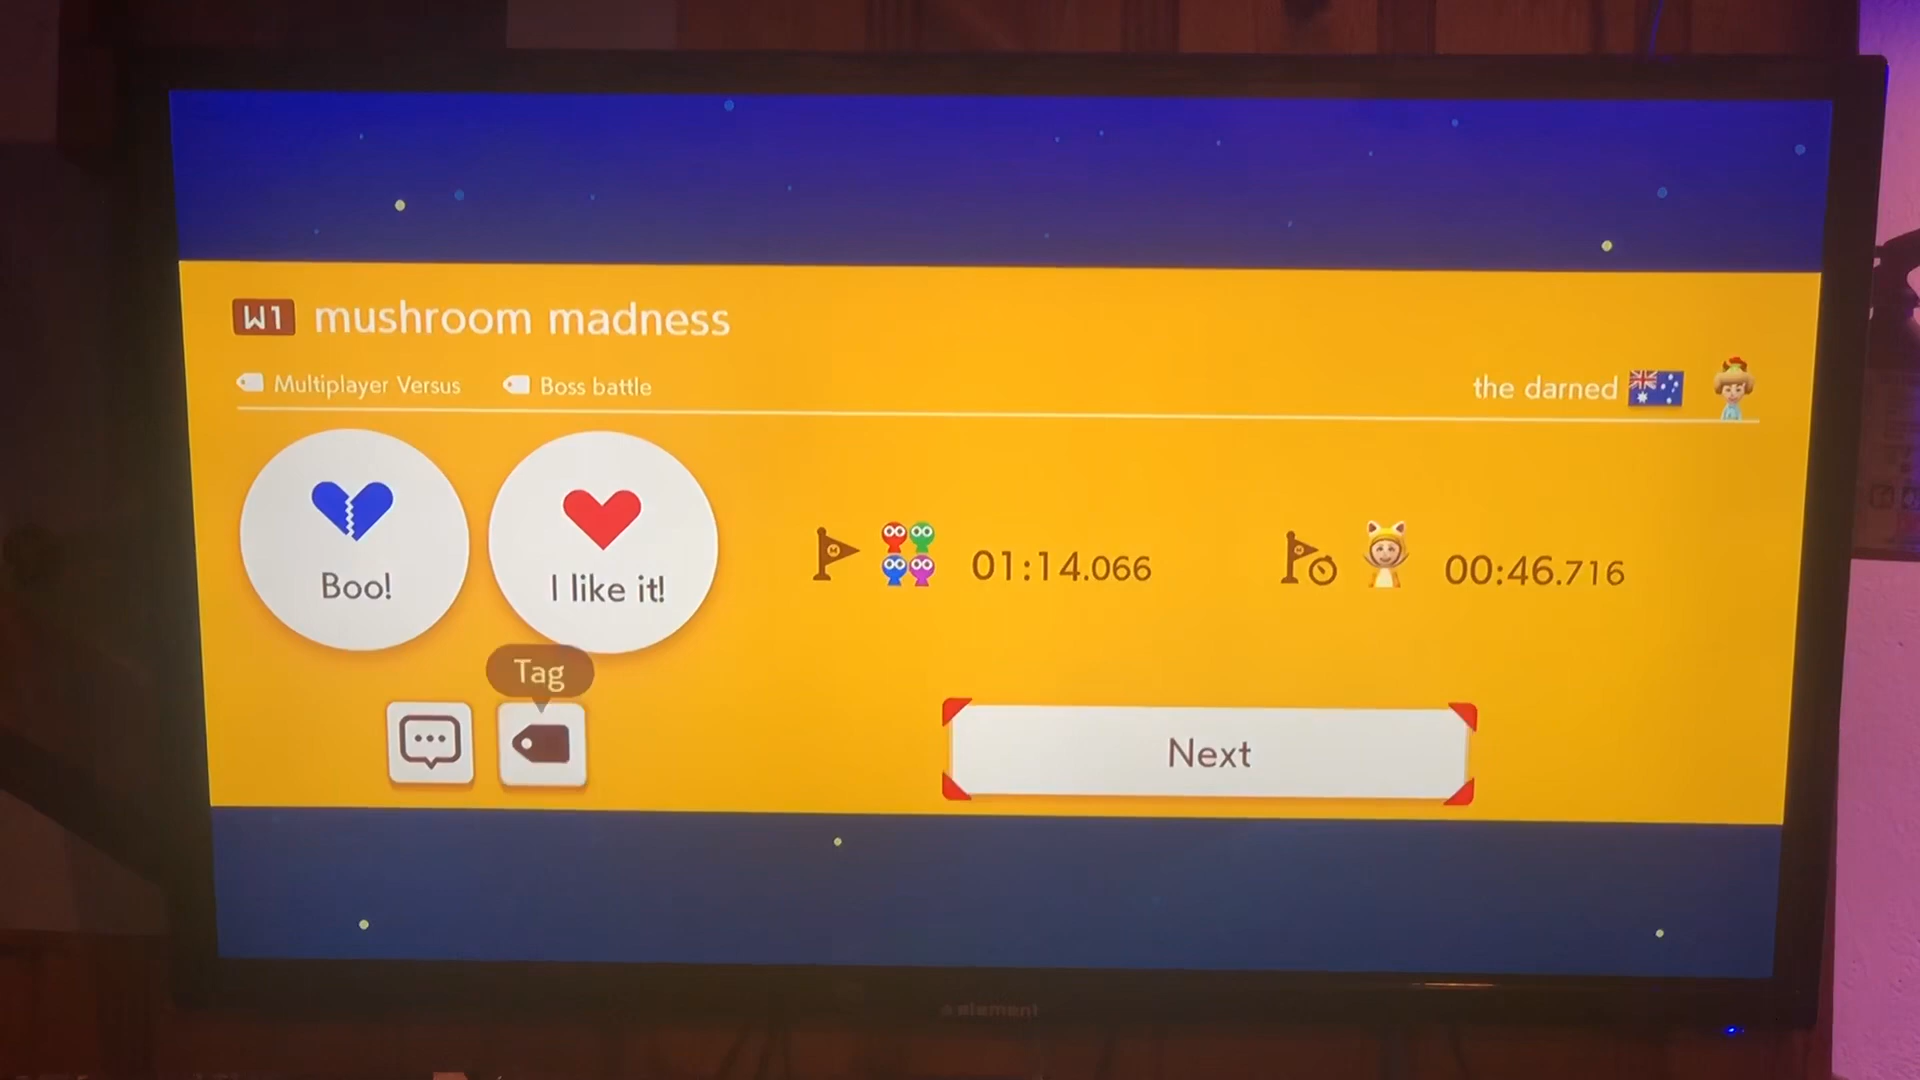 W1 mushroom madness
Multiplayer Versus Boss battle
the darned
Boo!
I like it!
01:14.066
00:46.716
Tag
Next
element